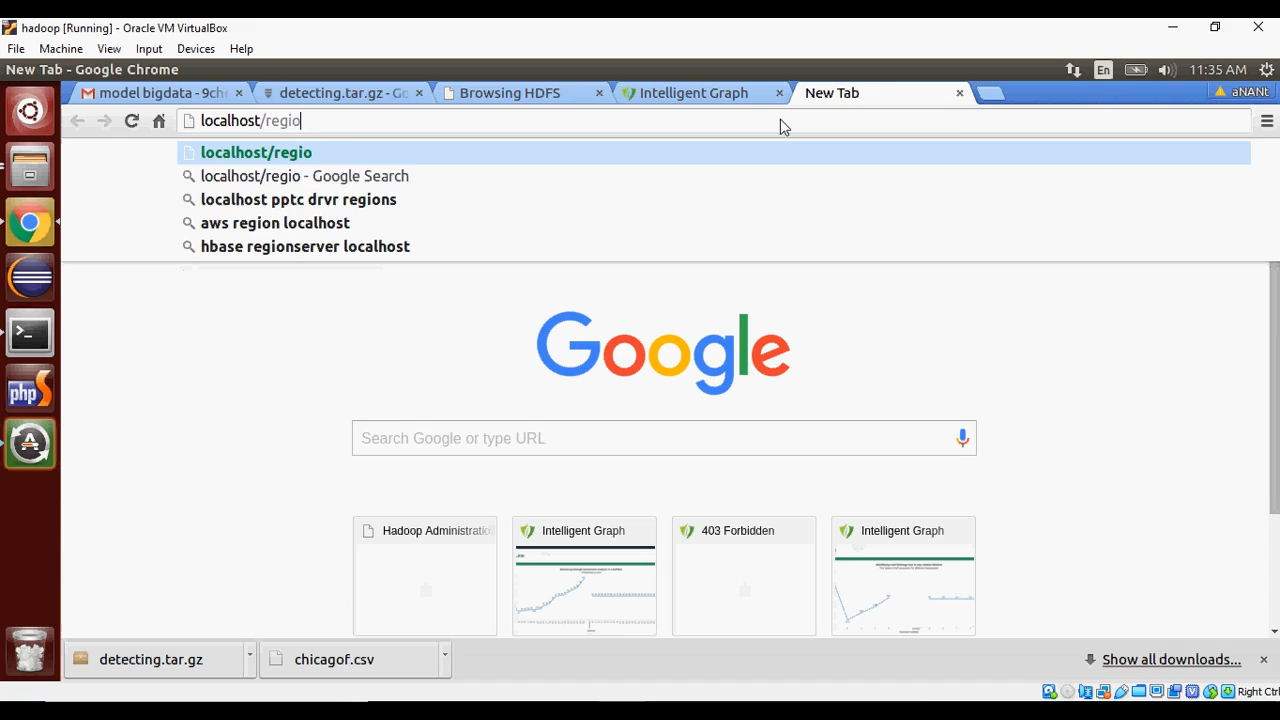 hadoop [Running] - Oracle VM VirtualBox
File Machine View Input Devices Help
New Tab - Google Chrome
En
11:35 AM
model bigdata - 9chr
detecting.tar.gz - Go
Browsing HDFS
Intelligent Graph
New Tab
aNANt
localhost/regio
localhost/regio
localhost/regio - Google Search
localhost pptc drvr regions
aws region localhost
hbase regionserver localhost
php
Google
Search Google or type URL
Hadoop Administratio
Intelligent Graph
403 Forbidden
Intelligent Graph
detecting.tar.gz
chicagof.csv
Show all downloads...
Right Ctrl